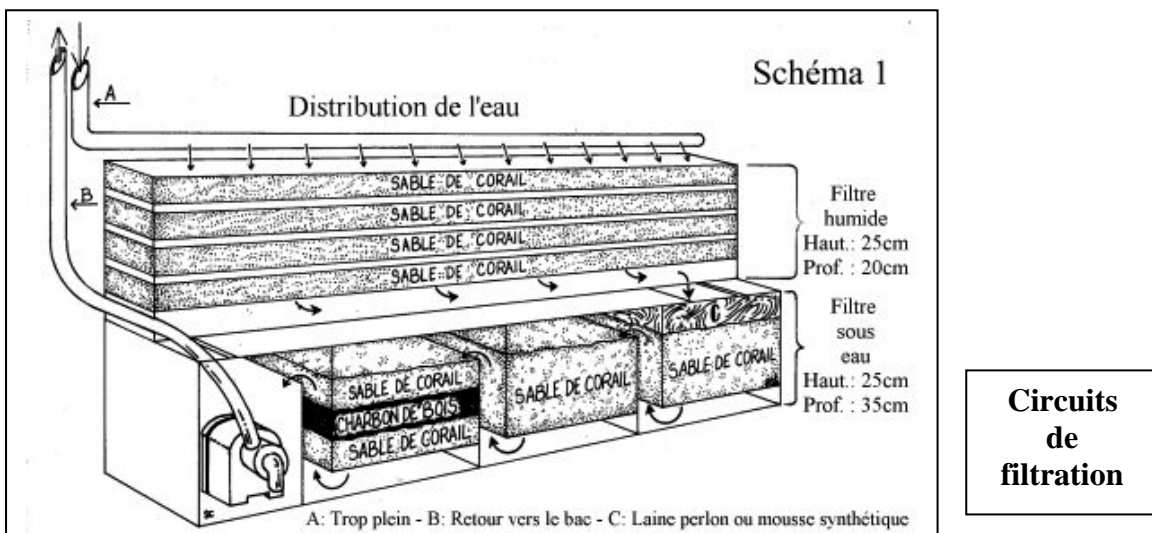 Schéma 1
A
Distribution de l'eau
B
SABLE DE CORAIL
SABLE DE CORAIL
SABLE DE CORAIL
SABLE DE CORAIL
Filtre
humide
Haut.: 25cm
Prof. : 20cm
C
Filtre
sous
eau
Haut.: 25cm
Prof. : 35cm
SABLE DE CORAIL
CHARBON DE BOIS
SABLE DE CORAIL
SABLE DE CORAIL
SABLE DE CORAIL
A: Trop plein - B: Retour vers le bac - C: Laine perlon ou mousse synthétique
Circuits
de
filtration